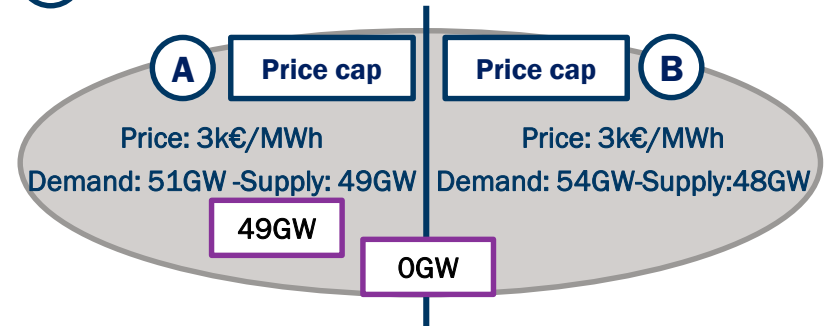 A Price cap Price cap B
Price: 3k€/MWh Price: 3k€/MWh
Demand: 51GW -Supply: 49GW Demand: 54GW-Supply:48GW
49GW
0GW